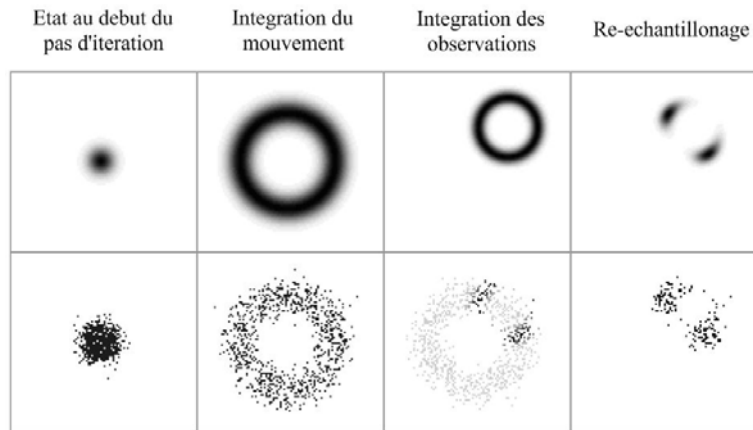 Etat au debut du
pas d'iteration
Integration du
mouvement
Integration des
observations
Re-echantillonage